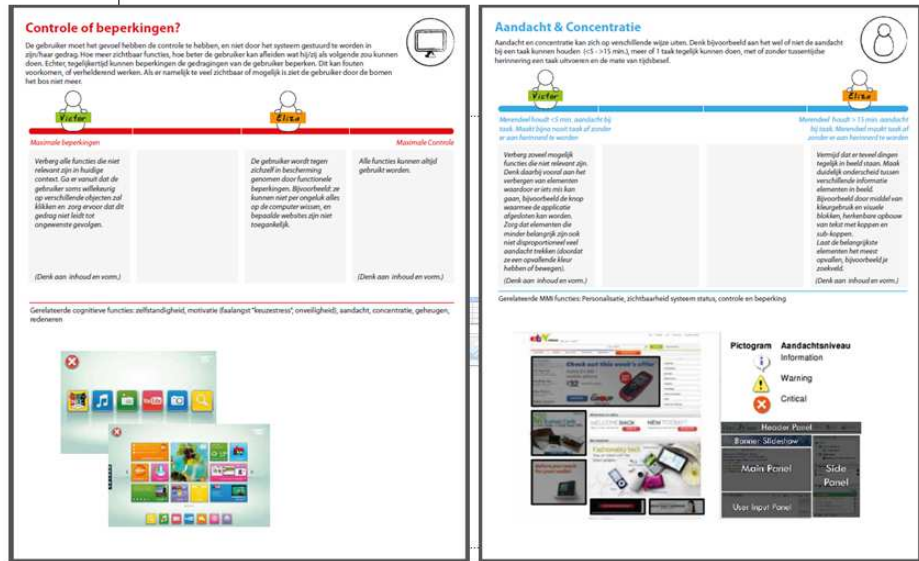 Controle of beperkingen?
De gebruiker moet het gevoel hebben de controle te hebben, en niet door het systeem gestuurd te worden in
zijn/haar gedrag. Hoe meer zichtbaar functies, hoe beter de gebruiker kan afleiden wat hij/zij als volgende zou kunnen
doen. Echter, tegelijkertijd kunnen beperkingen de gedragingen van de gebruiker beperken. Dit kan fouten
voorkomen, of verhelderend werken. Als er namelijk te veel zichtbaar of mogelijk is ziet de gebruiker door de bomen
het bos niet meer.
Victor
Eliza
Maximale beperkingen
Maximale Controle
Verberg alle functies die niet
relevant zijn in huidige
context. Ga er vanuit dat de
gebruiker soms willekeurig
op verschillende objecten zal
klikken en zorg ervoor dat dit
gedrag niet leidt tot
ongewenste gevolgen.
(Denk aan inhoud en vorm.)
De gebruiker wordt tegen
zichzelf in bescherming
genomen door functionele
beperkingen. Bijvoorbeeld: ze
kunnen niet per ongeluk alles
op de computer wissen, en
bepaalde websites zijn niet
toegankelijk.
Alle functies kunnen altijd
gebruikt worden.
(Denk aan inhoud en vorm.)
Gerelateerde cognitieve functies: zelfstandigheid, motivatie (faalangst "keuzestress", onveiligheid), aandacht, concentratie, geheugen,
redeneren
YouTube
Aandacht & Concentratie
Aandacht en concentratie kan zich op verschillende wijze uiten. Denk bijvoorbeeld aan het wel of niet de aandacht
bij een taak kunnen houden (<5 - >15 min.), meer of 1 taak tegelijk kunnen doen, met of zonder tussentijdse
herinnering een taak uitvoeren en de mate van tijdsbesef.
Victor
Eliza
Merendeel houdt <5 min. aandacht bij
taak. Maakt bijna nooit taak af zonder
er aan herinnerd te worden
Merendeel houdt > 15 min. aandacht
bij taak. Merendeel maakt taak af
zonder er aan herinnerd te worden
Verberg zoveel mogelijk
functies die niet relevant zijn.
Denk daarbij vooral aan het
verbergen van elementen
waardoor er iets mis kan
gaan, bijvoorbeeld de knop
waarmee de applicatie
afgesloten kan worden.
Zorg dat elementen die
minder belangrijk zijn ook
niet disproportioneel veel
aandacht trekken (doordat
ze een opvallende kleur
hebben of bewegen).
(Denk aan inhoud en vorm.)
Vermijd dat er teveel dingen
tegelijk in beeld staan. Maak
duidelijk onderscheid tussen
verschillende informatie
elementen in beeld.
Bijvoorbeeld door middel van
kleurgebruik en visuele
blokken, herkenbare opbouw
van tekst met koppen en
sub-koppen.
Laat de belangrijkste
elementen het meest
opvallen, bijvoorbeeld je
zoekveld.
(Denk aan inhoud en vorm.)
Gerelateerde MMI functies: Personalisatie, zichtbaarheid systeem status, controle en beperking
ebY
Check out this week's offer
£32
GROUP
WELCOME BACK
NEW TODAY?
Fashionably tech
Pictogram Aandachtsniveau
Information
Warning
Critical
Header Panel
Banner Slideshow
Main Panel
Side
Panel
User Input Panel